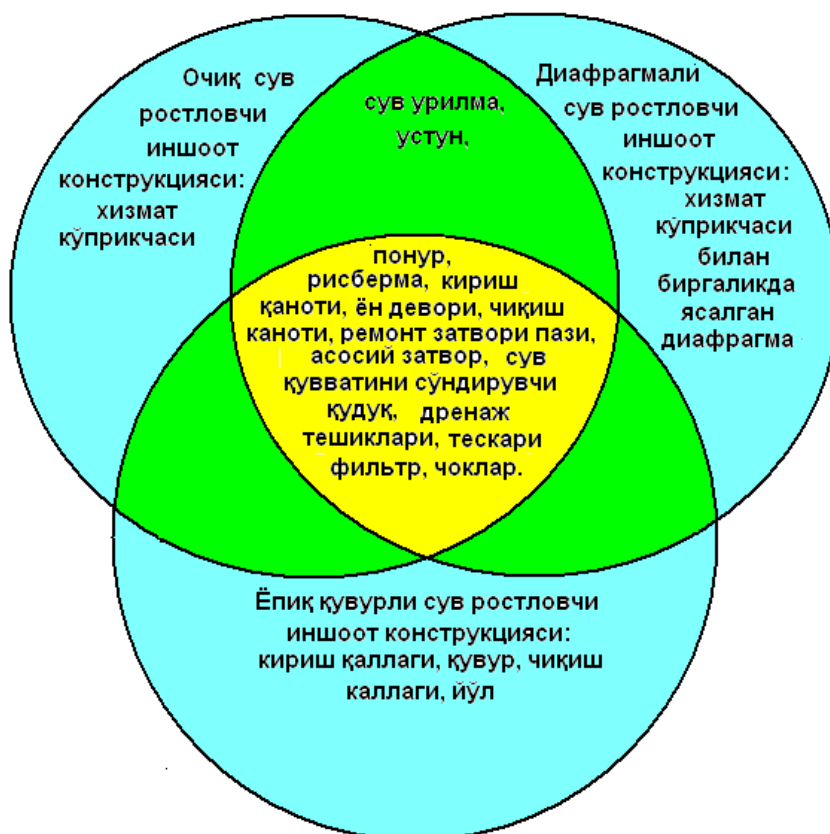 Очиқ сув
ростловчи
иншоот
конструкцияси:
хизмат
кўприкчаси
сув урилма,
устун,
Диафрагмали
сув ростловчи
иншоот
конструкцияси:
хизмат
кўприкчаси
билан
биргаликда
ясалган
диафрагма
понур,
рисберма, кириш
қаноти, ён девори, чиқиш
каноти, ремонт затвори пази,
асосий затвор, сув
қувватини сўндирувчи
қудуқ, дренаж
тешиклари, тескари
фильтр, чоклар.
Ёпиқ қувурли сув ростловчи
иншоот конструкцияси:
кириш қаллаги, қувур, чиқиш
каллаги, йўл